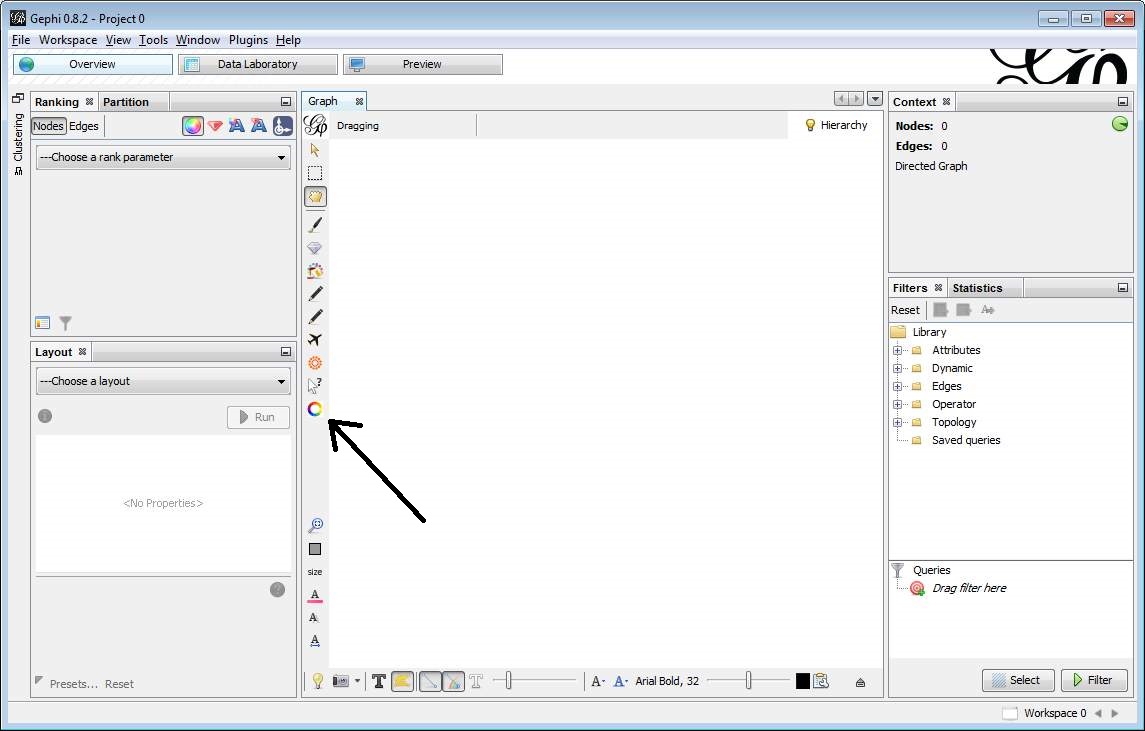 Gephi 0.8.2 - Project 0
File Workspace View Tools Window Plugins Help
Overview Data Laboratory Preview
Clustering
Ranking Partition
Nodes Edges
---Choose a rank parameter
Layout
---Choose a layout
Run
<No Properties>
Presets... Reset
Graph
Dragging
Hierarchy
size
A
A
A
T T A- A- Arial Bold, 32
Context
Nodes: 0
Edges: 0
Directed Graph
Filters Statistics
Reset
Library
Attributes
Dynamic
Edges
Operator
Topology
Saved queries
Queries
Drag filter here
Select Filter
Workspace 0